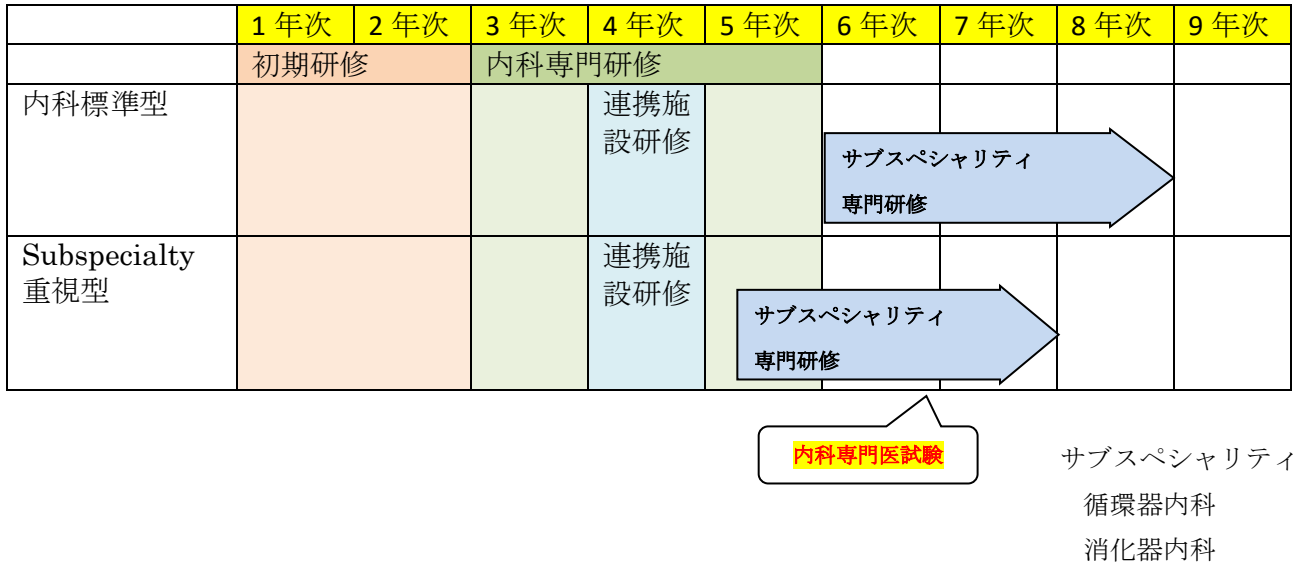 1 年次 2 年次 3 年次 4 年次 5 年次 6 年次 7 年次 8 年次 9 年次
初期研修 内科専門研修
内科標準型
連携施
設研修
サブスペシャリティ
専門研修
Subspecialty
重視型
連携施
設研修
サブスペシャリティ
専門研修
内科専門医試験
サブスペシャリティ
循環器内科
消化器内科